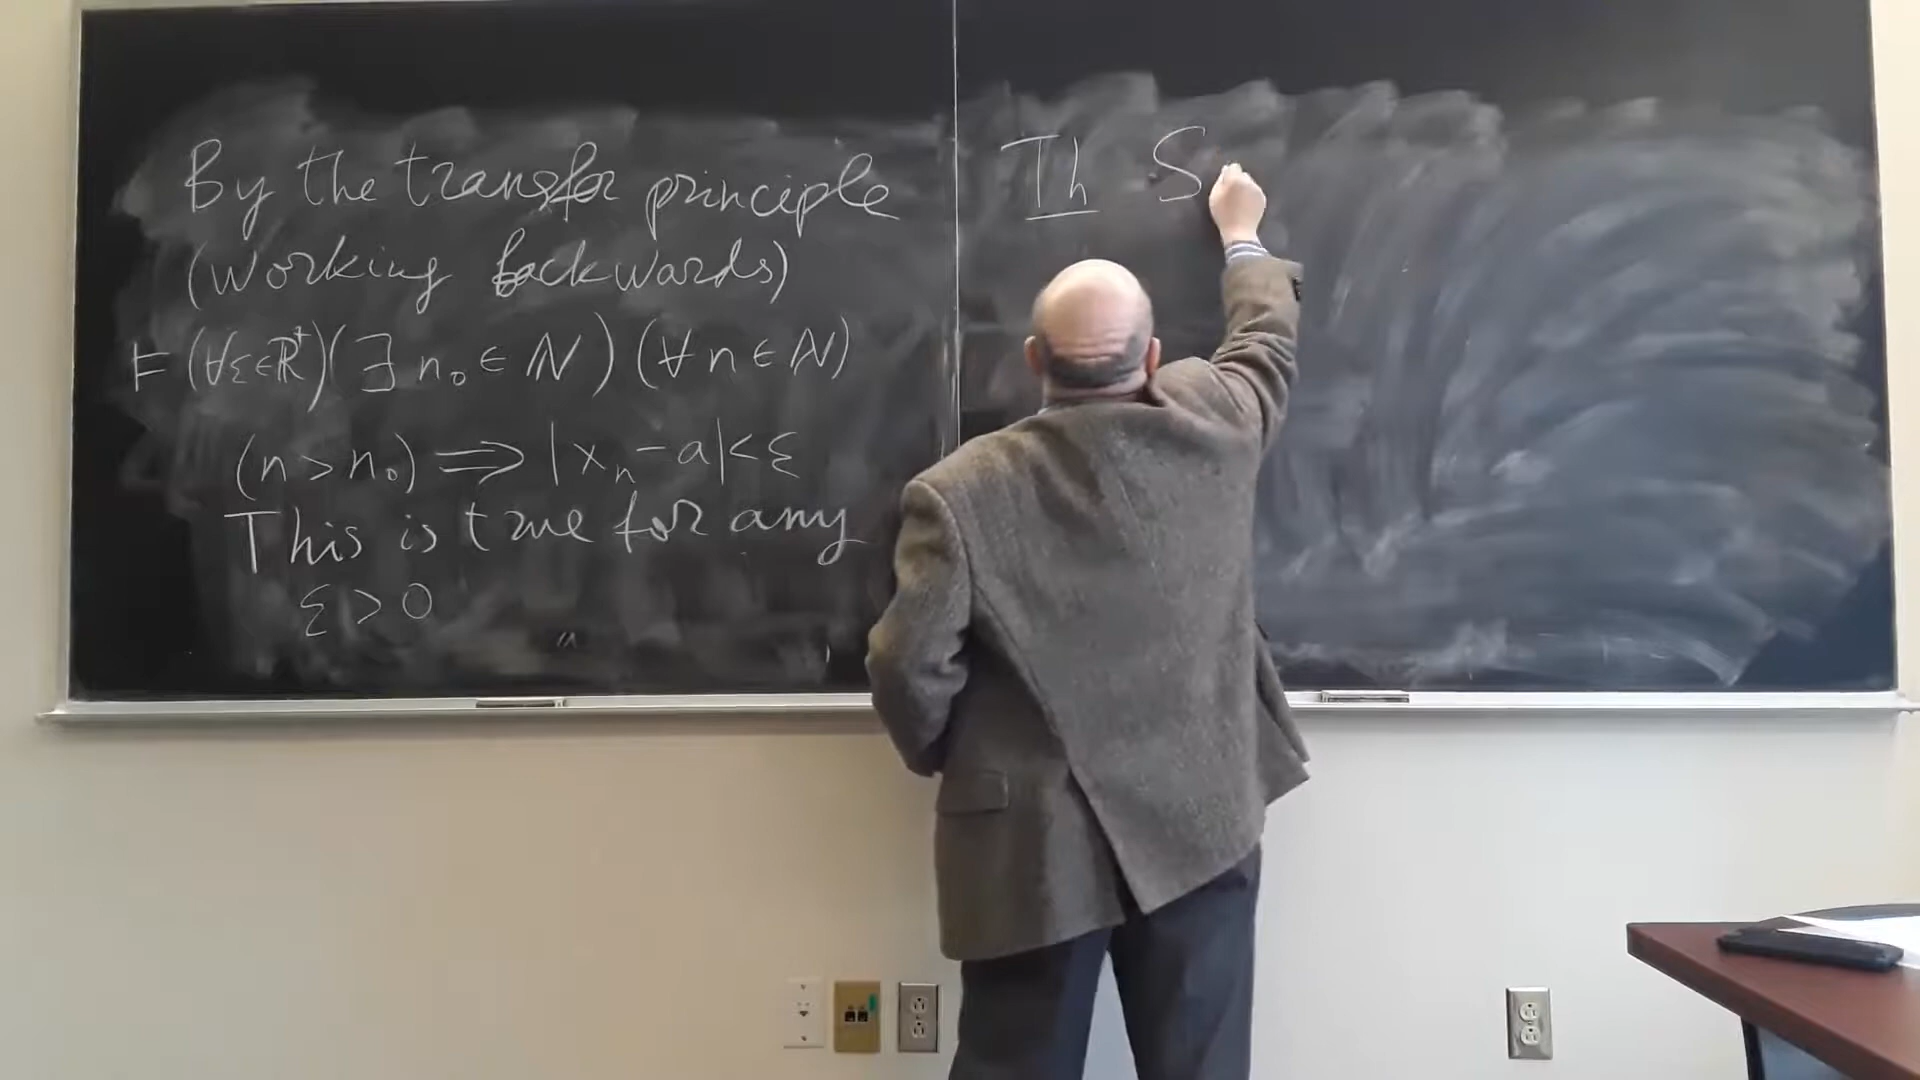 By the transfer principle
(working backwards)
⊨ (∀ε∈ℝ⁺)(∃ n₀ ∈ ℕ)(∀ n ∈ ℕ)
(n > n₀) ⟹ |xₙ - a| < ε
This is true for any
ε > 0
Th S